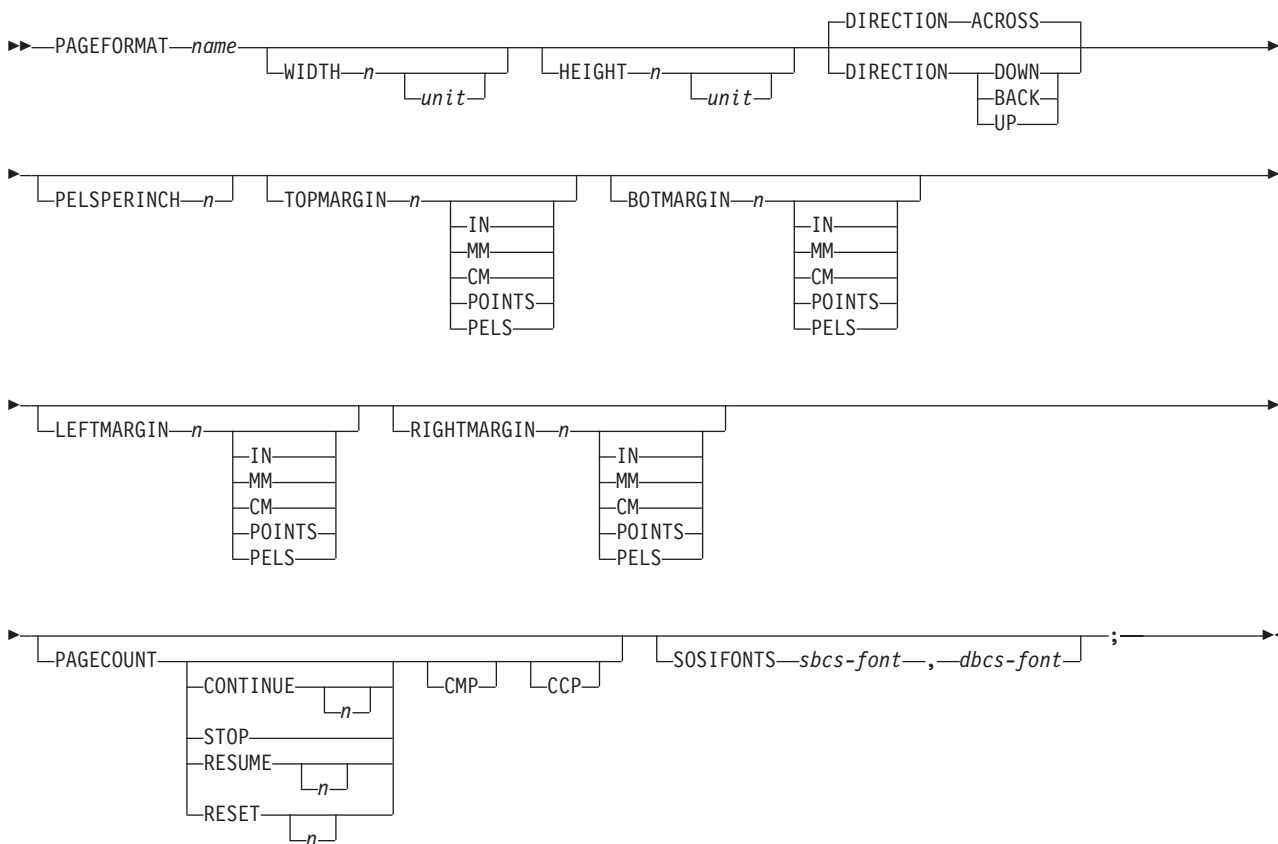 DIRECTION ACROSS
PAGEFORMAT name
WIDTH n
unit
HEIGHT n
unit
DIRECTION DOWN
BACK
UP
PELSPERINCH n
TOPMARGIN n
IN
MM
CM
POINTS
PELS
BOTMARGIN n
IN
MM
CM
POINTS
PELS
LEFTMARGIN n
IN
MM
CM
POINTS
PELS
RIGHTMARGIN n
IN
MM
CM
POINTS
PELS
PAGECOUNT
CONTINUE
n
STOP
RESUME
n
RESET
n
CMP
CCP
SOSIFONTS sbcs-font , dbcs-font
;